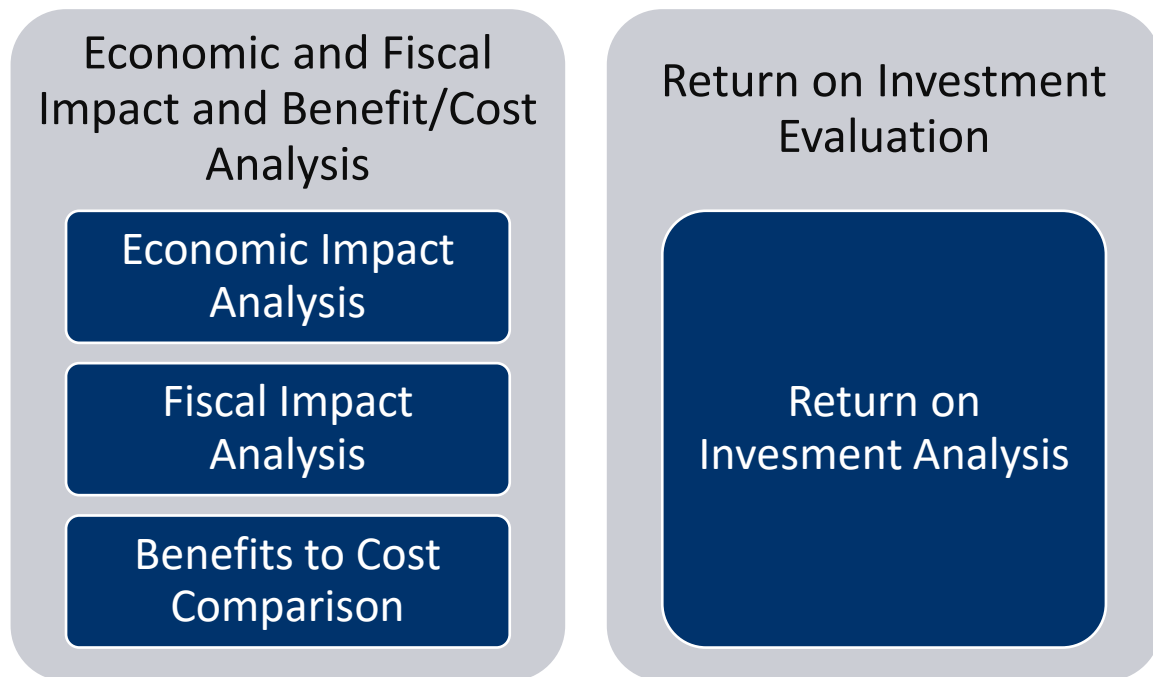 Economic and Fiscal
Impact and Benefit/Cost
Analysis
Economic Impact
Analysis
Fiscal Impact
Analysis
Benefits to Cost
Comparison
Return on Investment
Evaluation
Return on
Invesment Analysis